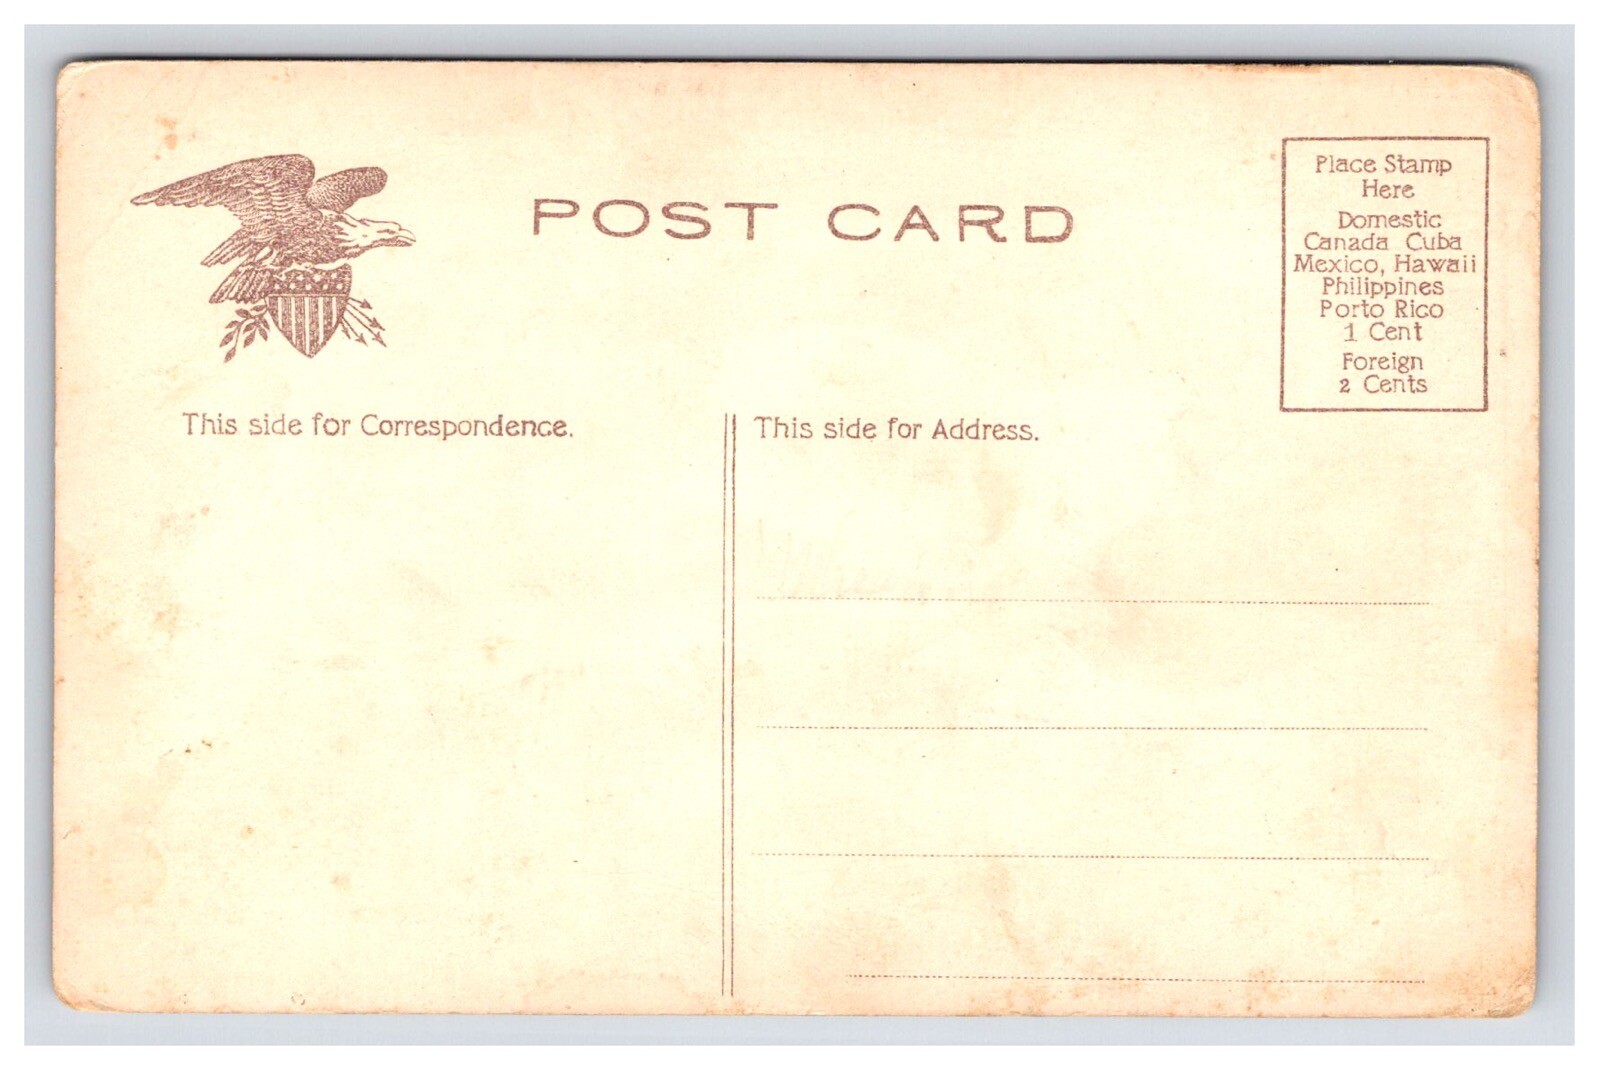 POST CARD
Place Stamp
Here
Domestic
Canada Cuba
Mexico, Hawaii
Philippines
Porto Rico
1 Cent
Foreign
2 Cents
This side for Correspondence.
This side for Address.